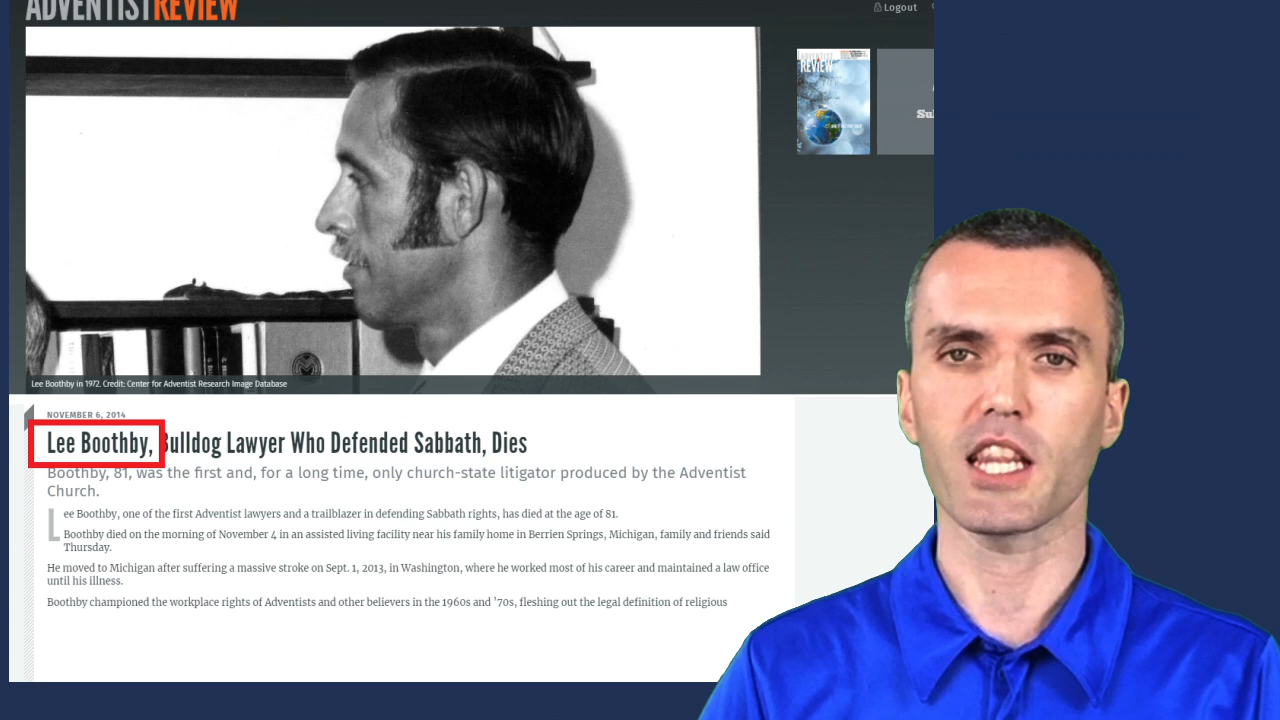 ADVENTISTREVIEW
Logout
ADVENTIST
REVIEW
Lee Boothby in 1972. Credit: Center for Adventist Research Image Database
NOVEMBER 6, 2014
Lee Boothby, Bulldog Lawyer Who Defended Sabbath, Dies
Boothby, 81, was the first and, for a long time, only church-state litigator produced by the Adventist
Church.
Lee Boothby, one of the first Adventist lawyers and a trailblazer in defending Sabbath rights, has died at the age of 81.
Boothby died on the morning of November 4 in an assisted living facility near his family home in Berrien Springs, Michigan, family and friends said
Thursday.
He moved to Michigan after suffering a massive stroke on Sept. 1, 2013, in Washington, where he worked most of his career and maintained a law office
until his illness.
Boothby championed the workplace rights of Adventists and other believers in the 1960s and ’70s, fleshing out the legal definition of religious